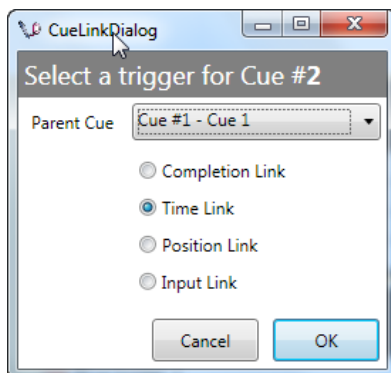 CueLinkDialog
Select a trigger for Cue #2
Parent Cue Cue #1 - Cue 1
Completion Link
Time Link
Position Link
Input Link
Cancel OK